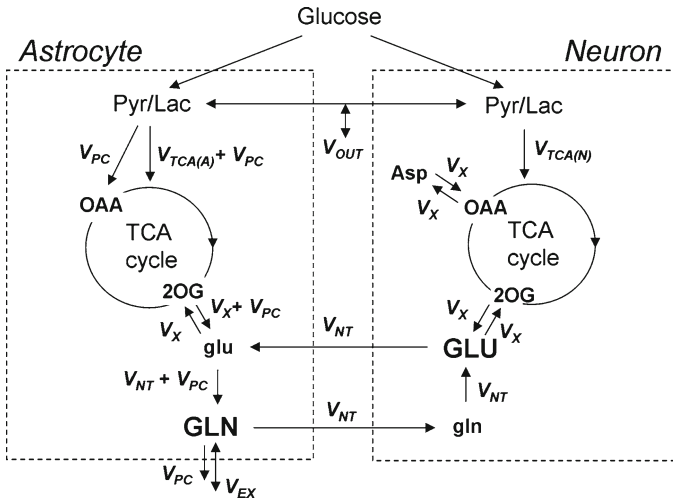 Glucose
Astrocyte
Neuron
Pyr/Lac
Pyr/Lac
V_PC
V_TCA(A) + V_PC
V_OUT
V_TCA(N)
Asp
V_X
V_X
OAA
OAA
TCA
cycle
TCA
cycle
2OG
2OG
V_X + V_PC
V_X
V_X
V_X
glu
V_NT
GLU
V_NT + V_PC
V_NT
GLN
V_NT
gln
V_PC
V_EX